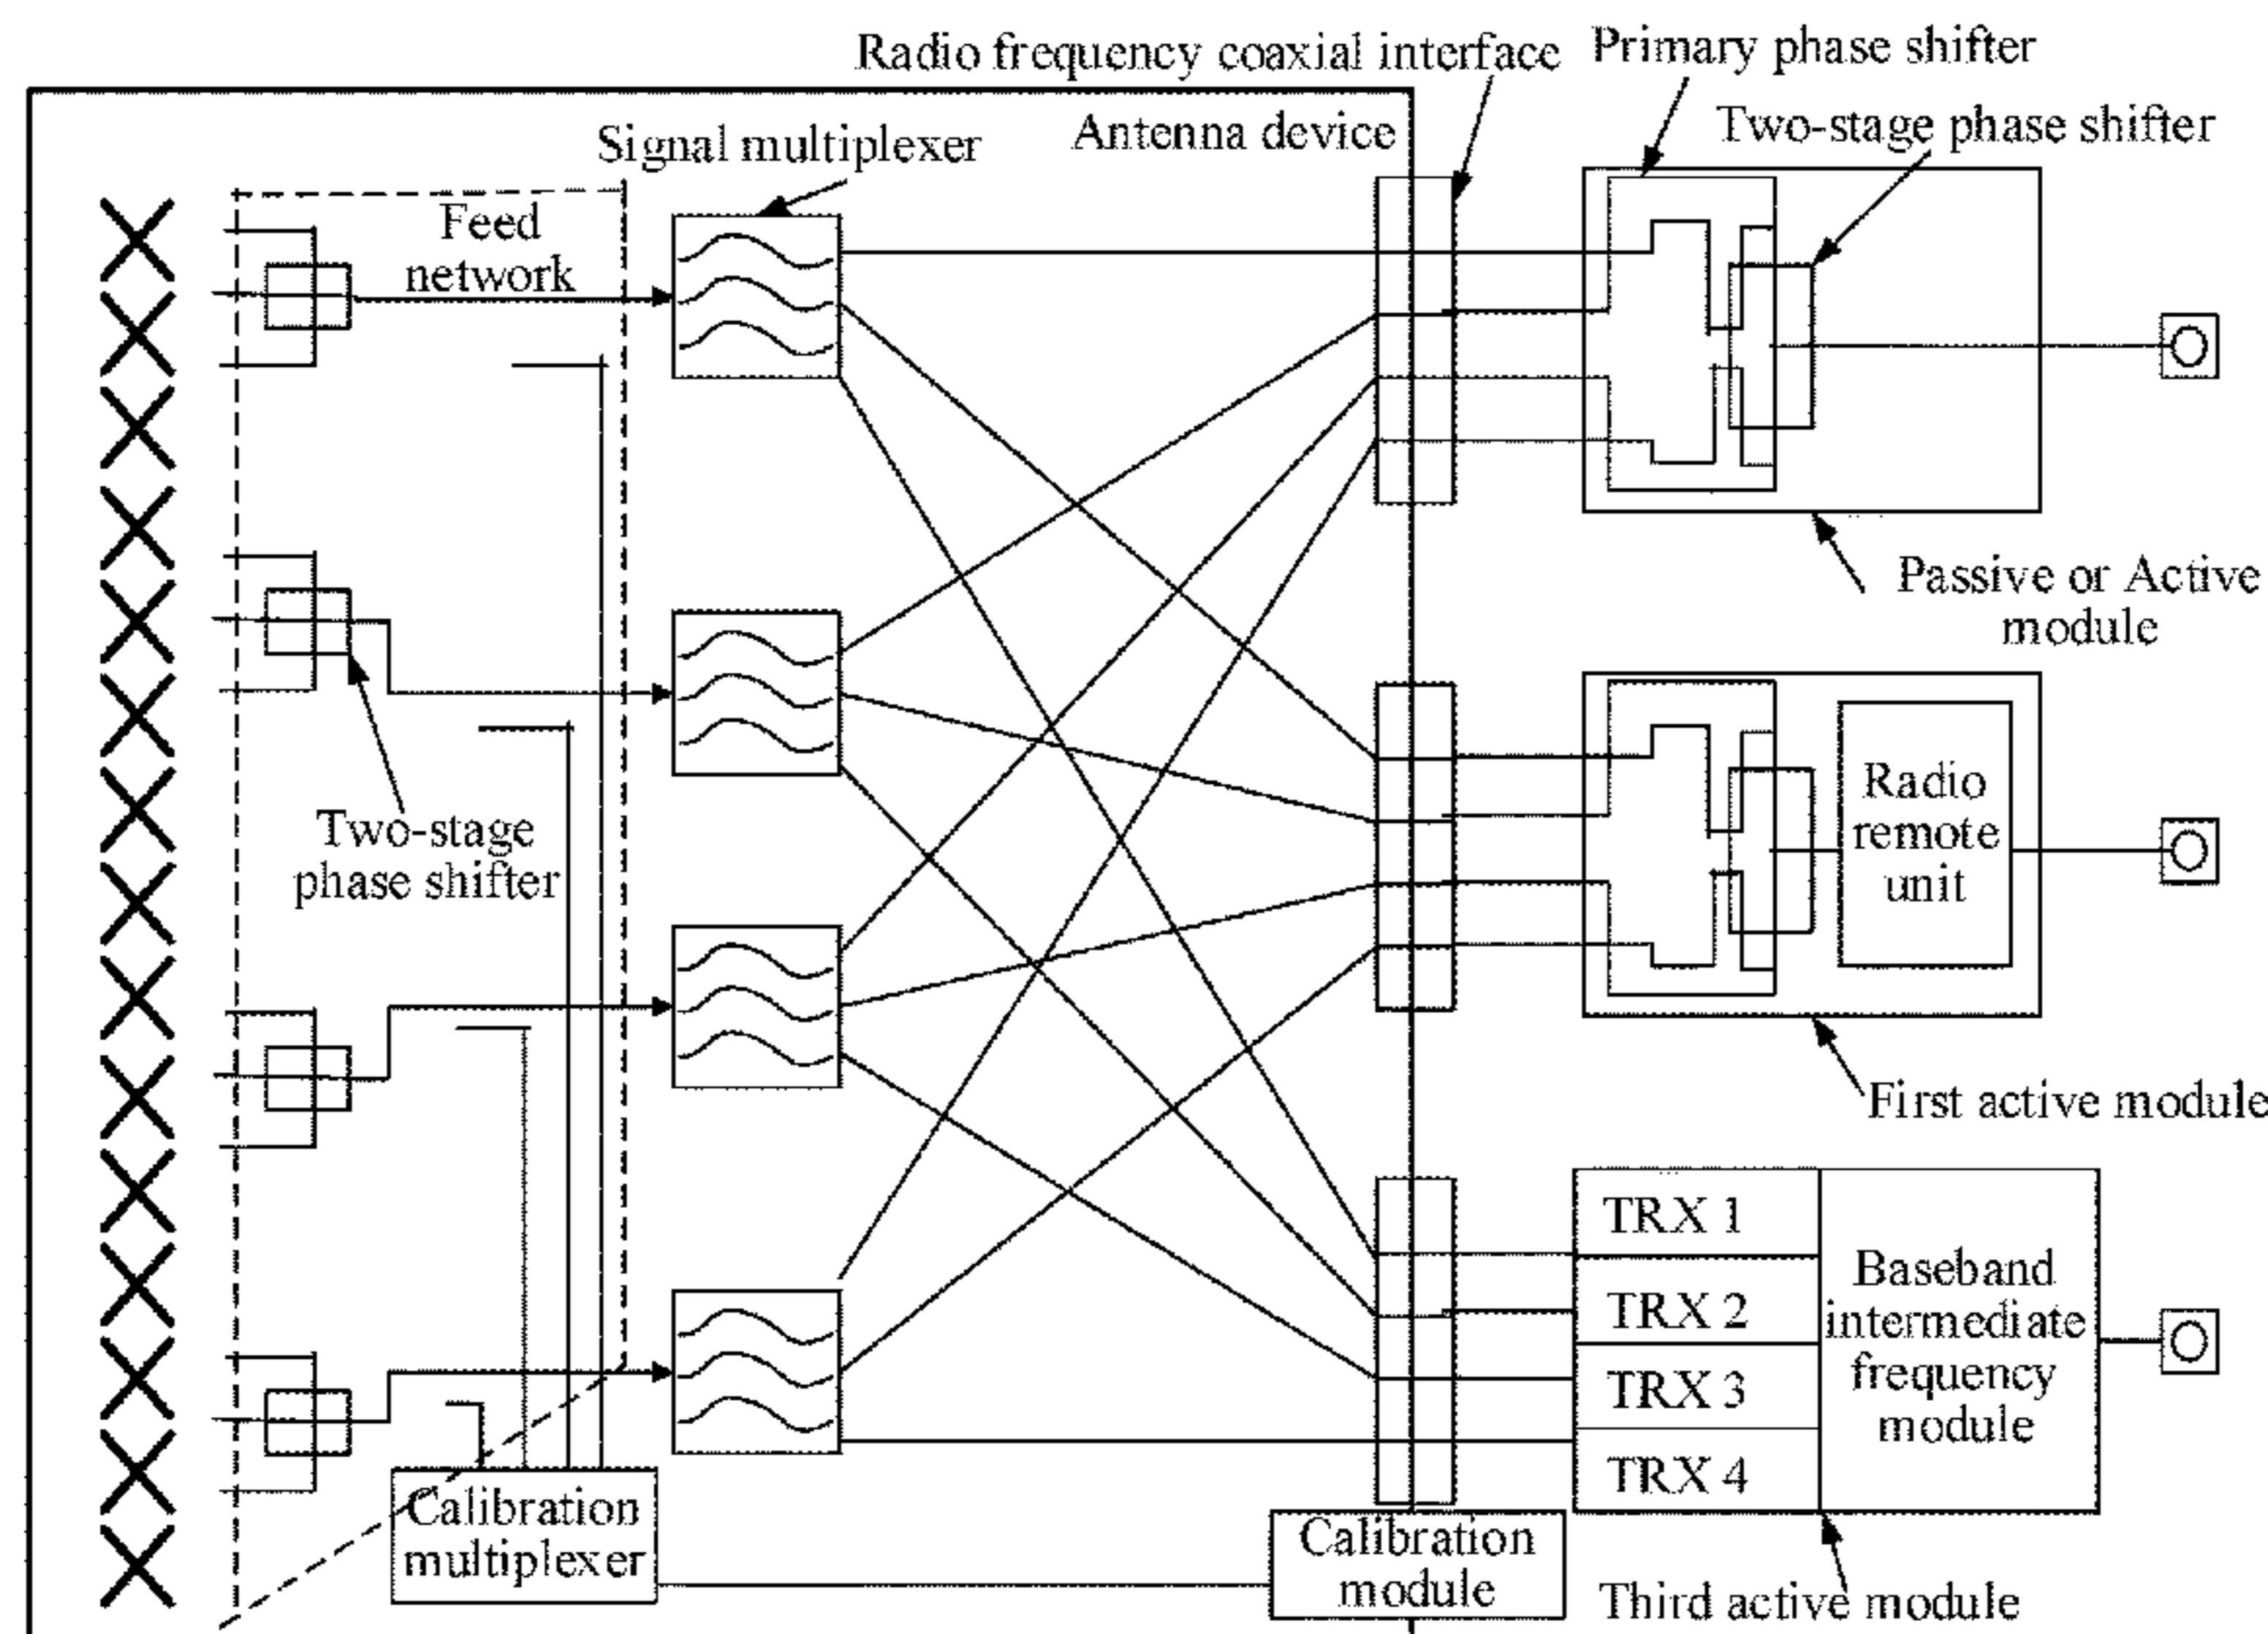 Radio frequency coaxial interface
Primary phase shifter
Two-stage phase shifter
Antenna device
Signal multiplexer
Feed
network
Passive or Active
module
Two-stage
phase shifter
Radio
remote
unit
First active module
TRX 1
TRX 2
TRX 3
TRX 4
Baseband
intermediate
frequency
module
Calibration
multiplexer
Calibration
module
Third active module